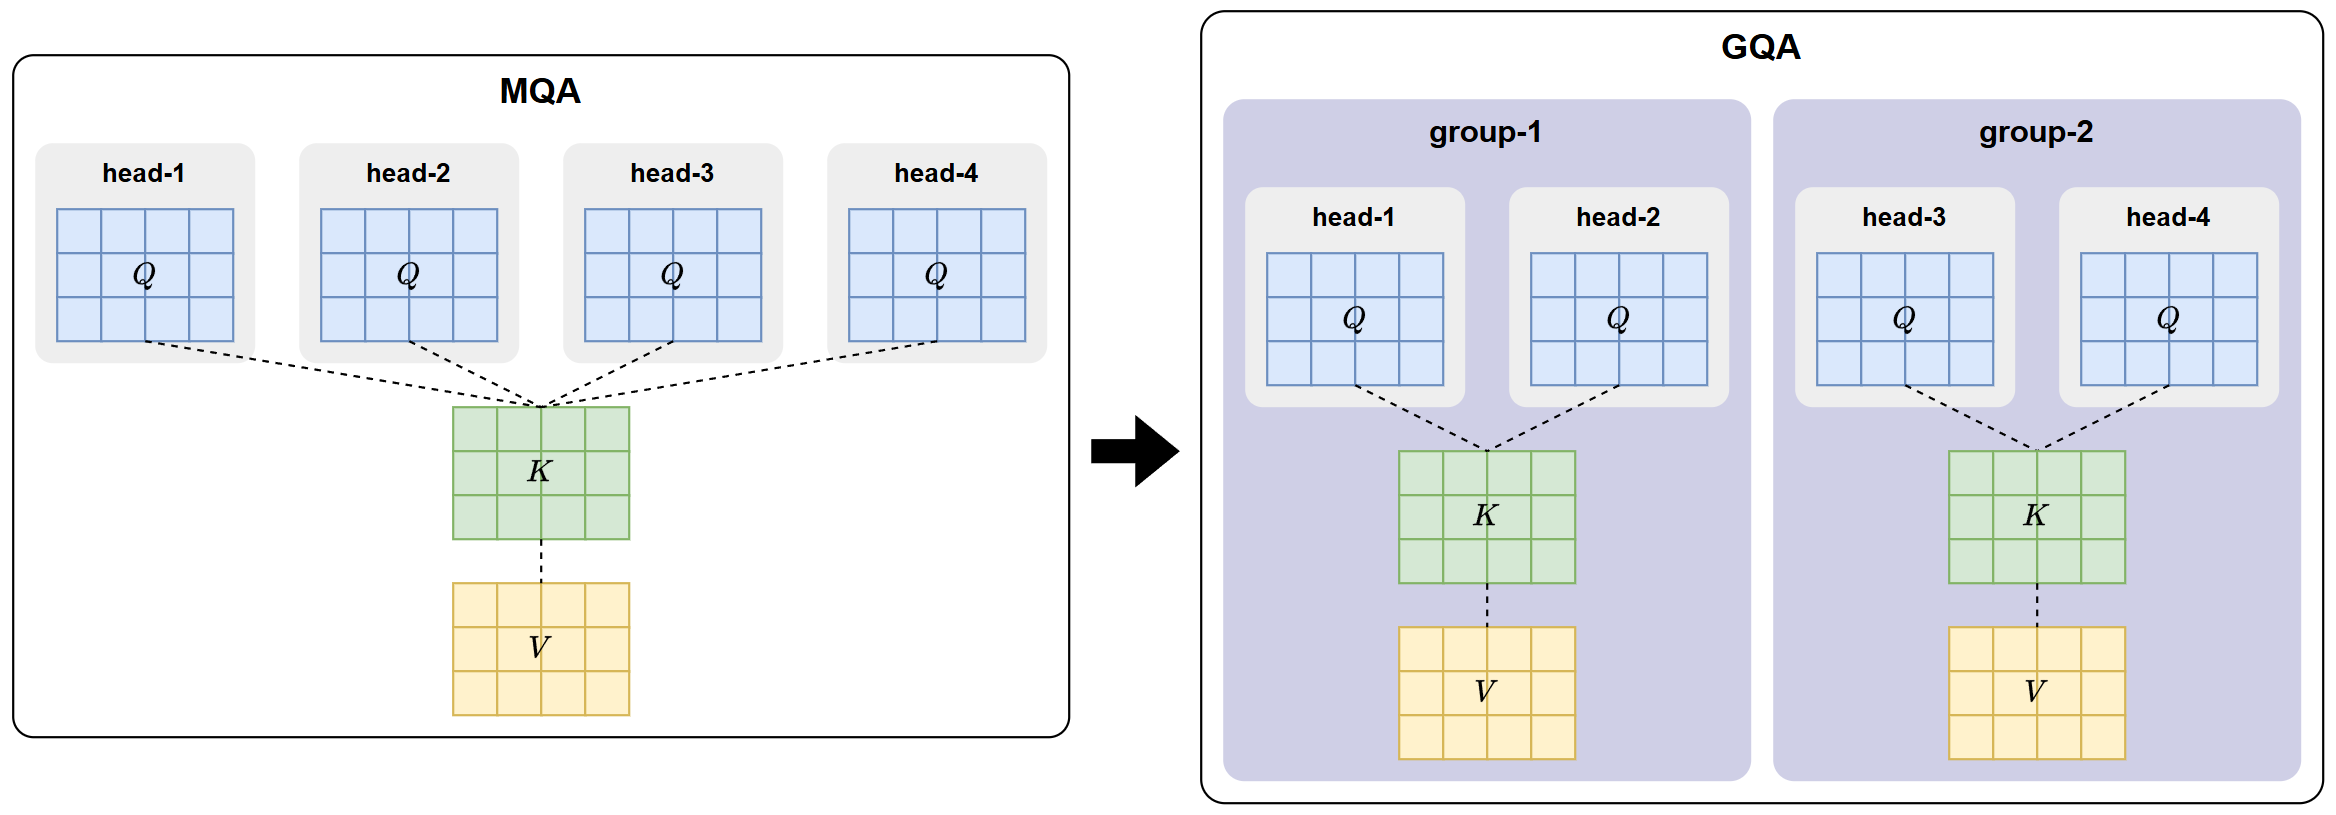 MQA
head-1
head-2
head-3
head-4
Q
Q
Q
Q
K
V
GQA
group-1
head-1
head-2
Q
Q
K
V
group-2
head-3
head-4
Q
Q
K
V